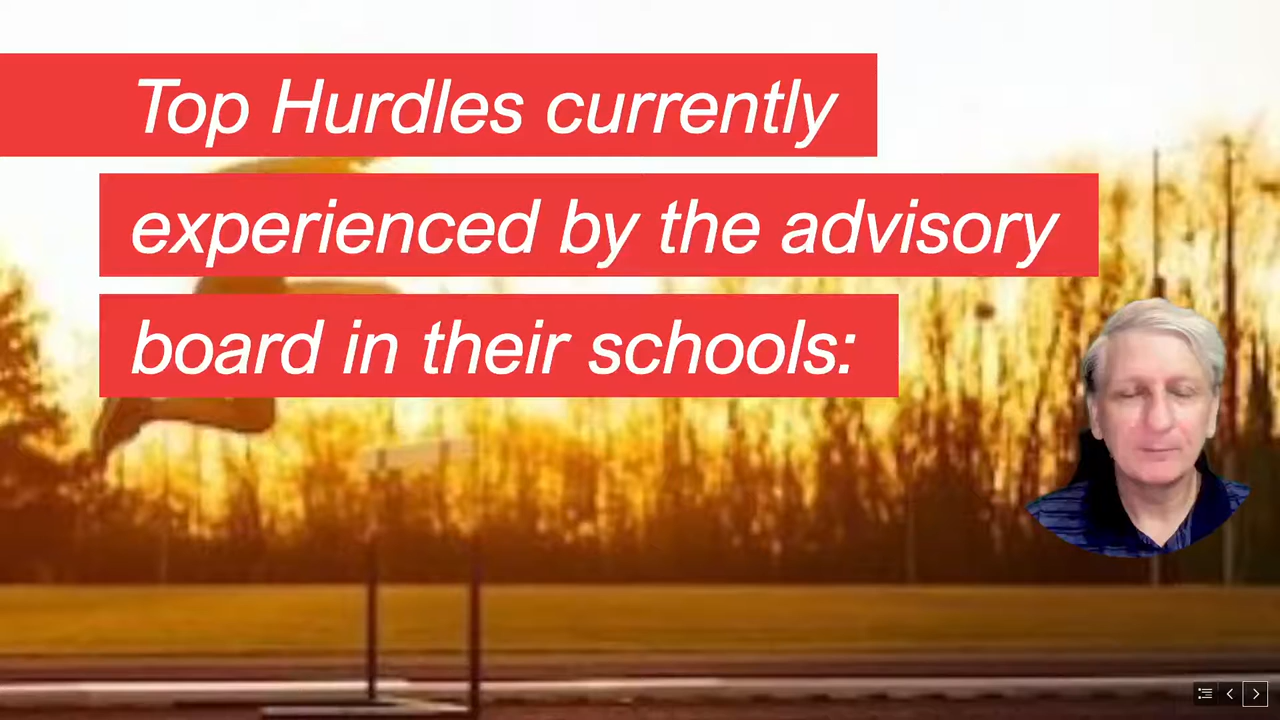 Top Hurdles currently
experienced by the advisory
board in their schools: